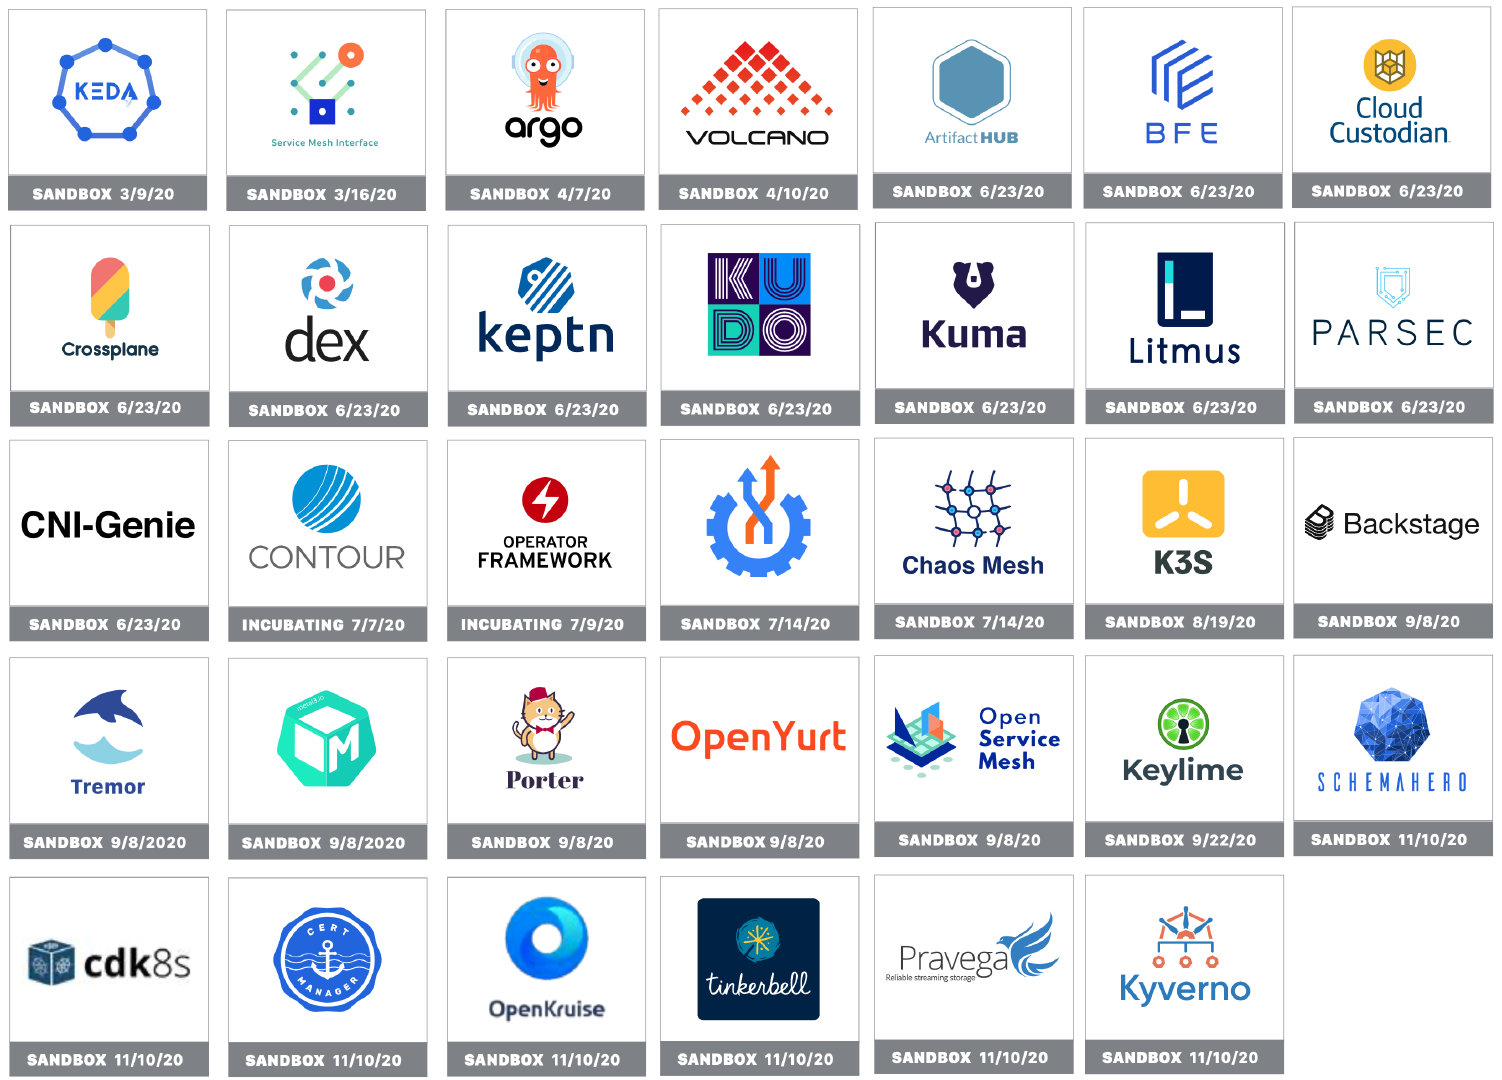 KEDA
SANDBOX 3/9/20
Service Mesh Interface
SANDBOX 3/16/20
argo
SANDBOX 4/7/20
VOLCANO
SANDBOX 4/10/20
Artifact HUB
SANDBOX 6/23/20
BFE
SANDBOX 6/23/20
Cloud
Custodian
SANDBOX 6/23/20
Crossplane
SANDBOX 6/23/20
dex
SANDBOX 6/23/20
keptn
SANDBOX 6/23/20
KU
DO
SANDBOX 6/23/20
Kuma
SANDBOX 6/23/20
L
Litmus
SANDBOX 6/23/20
PARSEC
SANDBOX 6/23/20
CNI-Genie
SANDBOX 6/23/20
CONTOUR
INCUBATING 7/7/20
OPERATOR
FRAMEWORK
INCUBATING 7/9/20
SANDBOX 7/14/20
Chaos Mesh
SANDBOX 7/14/20
K3S
SANDBOX 8/19/20
Backstage
SANDBOX 9/8/20
Tremor
SANDBOX 9/8/2020
metal3.io
M
SANDBOX 9/8/2020
Porter
SANDBOX 9/8/20
OpenYurt
SANDBOX 9/8/20
Open
Service
Mesh
SANDBOX 9/8/20
Keylime
SANDBOX 9/22/20
SCHEMAHERO
SANDBOX 11/10/20
cdk8s
SANDBOX 11/10/20
CERT
MANAGER
SANDBOX 11/10/20
OpenKruise
SANDBOX 11/10/20
tinkerbell
SANDBOX 11/10/20
Pravega
Reliable streaming storage
SANDBOX 11/10/20
Kyverno
SANDBOX 11/10/20